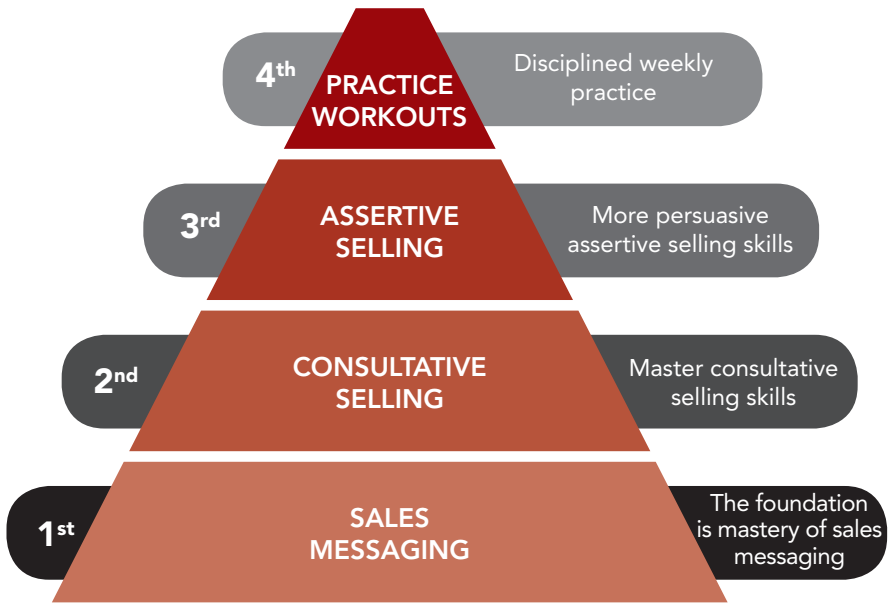 4th
PRACTICE
WORKOUTS
Disciplined weekly
practice
3rd
ASSERTIVE
SELLING
More persuasive
assertive selling skills
2nd
CONSULTATIVE
SELLING
Master consultative
selling skills
1st
SALES
MESSAGING
The foundation
is mastery of sales
messaging